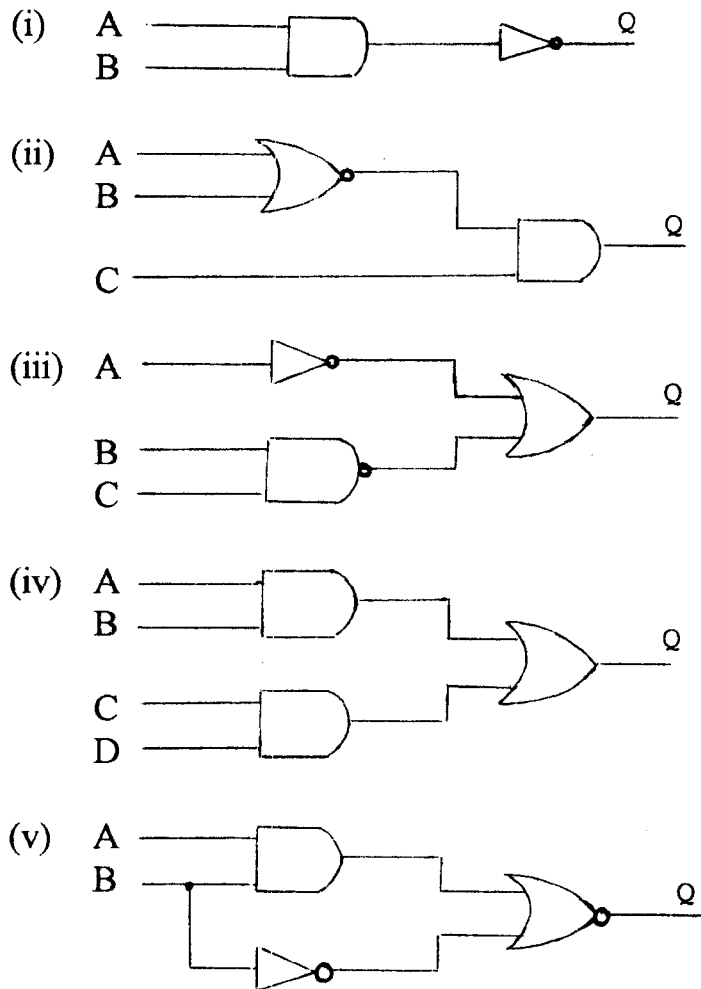 (i) A Q
B
(ii) A
B Q
C
(iii) A
Q
B
C
(iv) A
B Q
C
D
(v) A
B Q